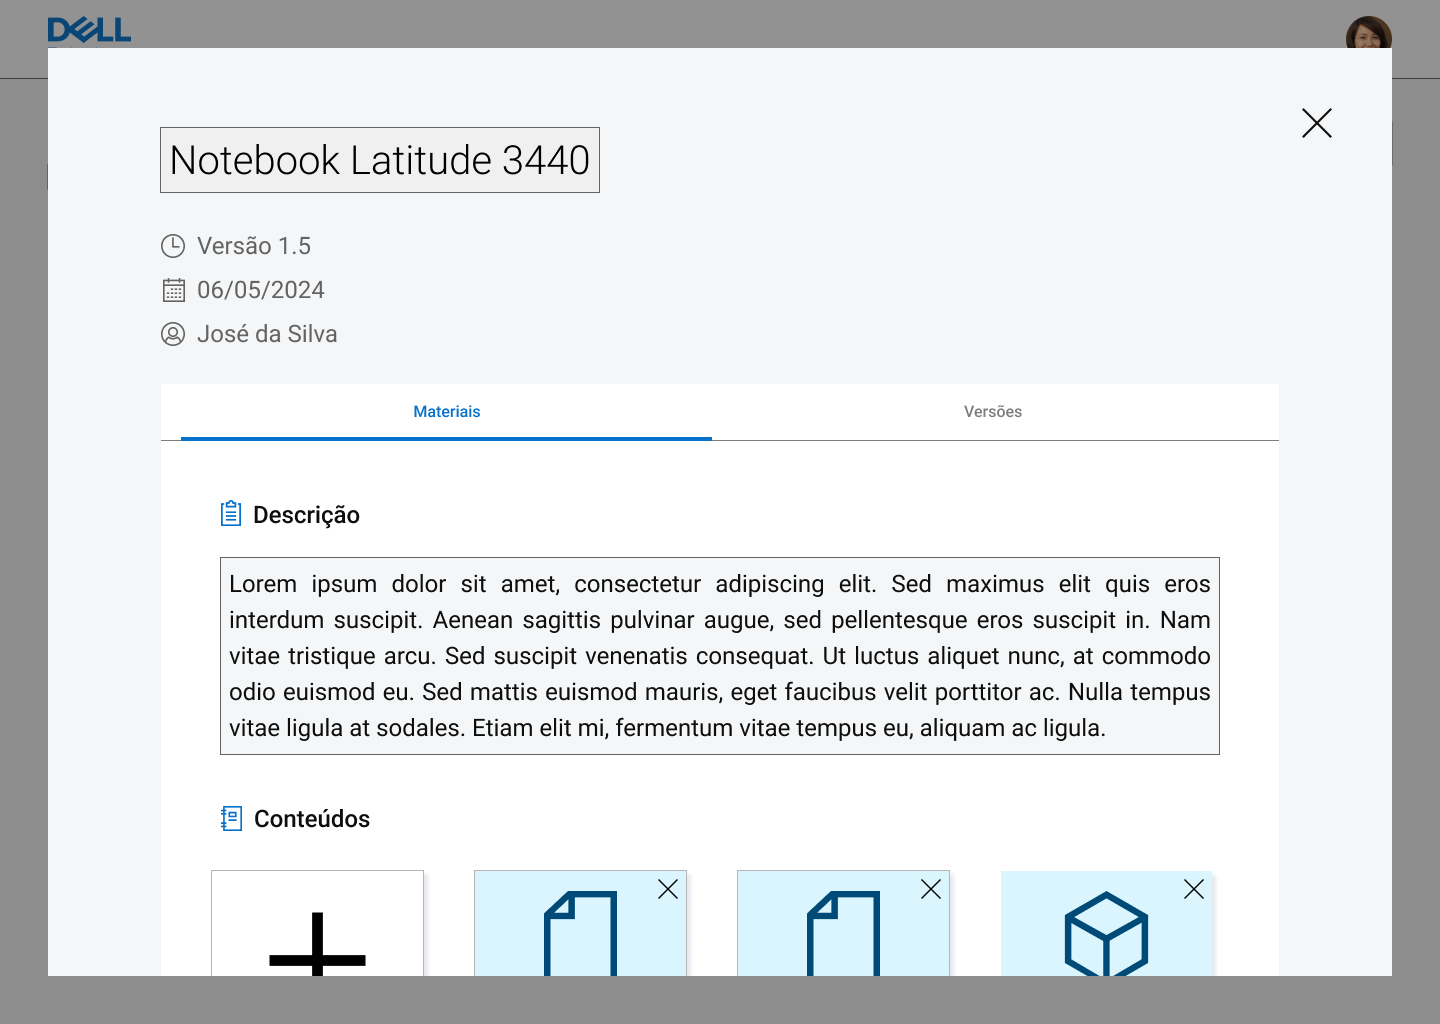 DELL
Notebook Latitude 3440
Versão 1.5
06/05/2024
José da Silva
Materiais
Versões
Descrição
Lorem ipsum dolor sit amet, consectetur adipiscing elit. Sed maximus elit quis eros
interdum suscipit. Aenean sagittis pulvinar augue, sed pellentesque eros suscipit in. Nam
vitae tristique arcu. Sed suscipit venenatis consequat. Ut luctus aliquet nunc, at commodo
odio euismod eu. Sed mattis euismod mauris, eget faucibus velit porttitor ac. Nulla tempus
vitae ligula at sodales. Etiam elit mi, fermentum vitae tempus eu, aliquam ac ligula.
Conteúdos